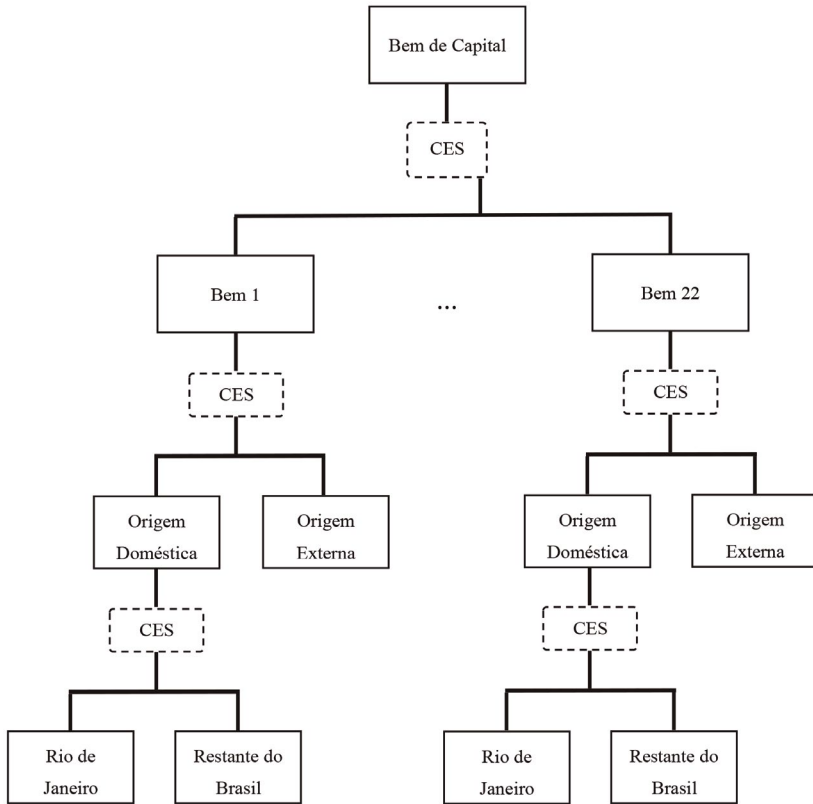 Bem de Capital
CES
Bem 1
...
Bem 22
CES
CES
Origem
Doméstica
Origem
Externa
Origem
Doméstica
Origem
Externa
CES
CES
Rio de
Janeiro
Restante do
Brasil
Rio de
Janeiro
Restante do
Brasil